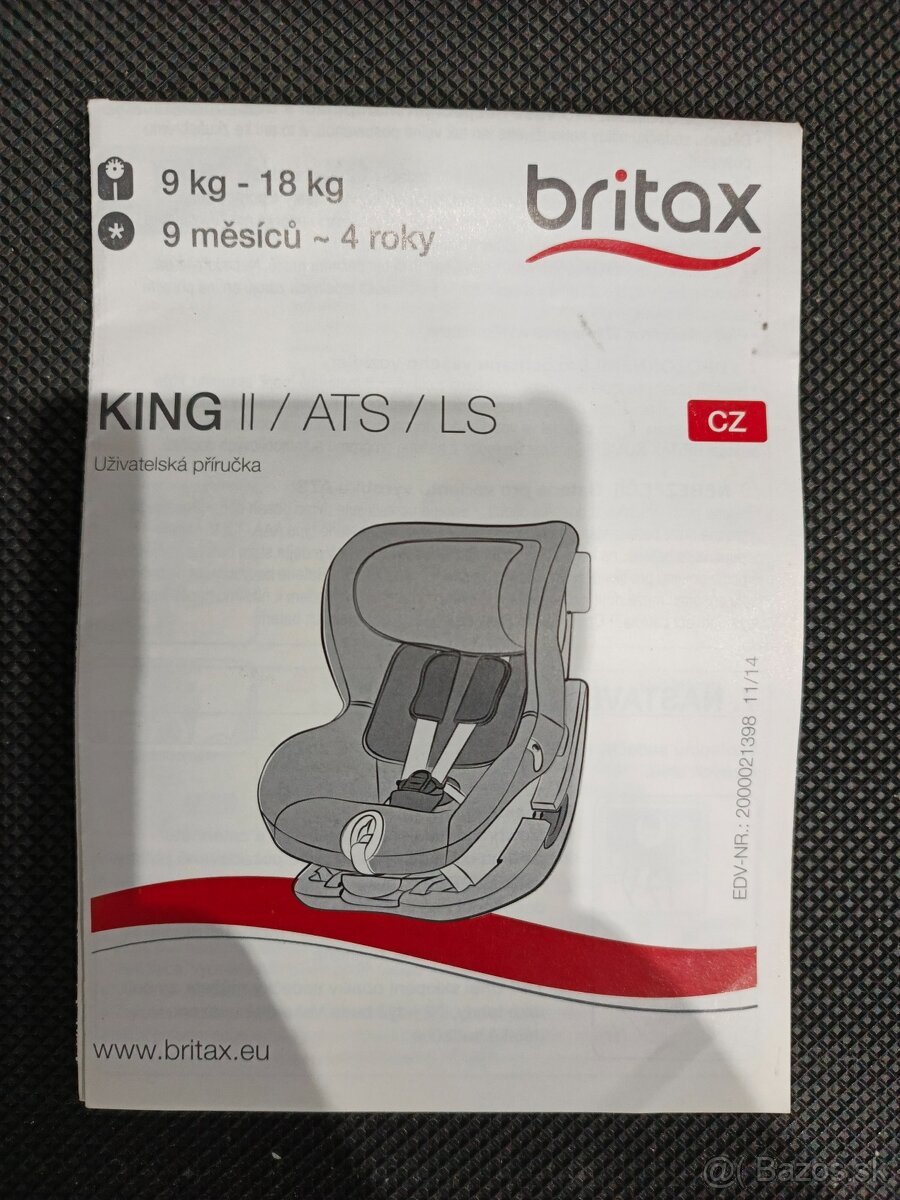 9 kg - 18 kg
britax
9 měsíců ~ 4 roky
KING II / ATS / LS
CZ
Uživatelská příručka
EDV-NR.: 2000021398 11/14
www.britax.eu
@ Bazos.sk